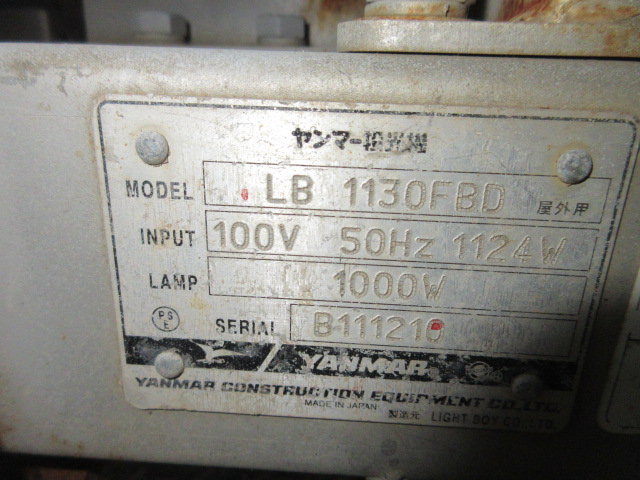 ヤンマー投光機
MODEL LB 1130FBD 屋外用
INPUT 100V 50Hz 1124W
LAMP 1000W
PS E SERIAL B111210
YANMAR
YANMAR CONSTRUCTION EQUIPMENT CO.,LTD.
MADE IN JAPAN 製造元 LIGHT BOY CO.,LTD.